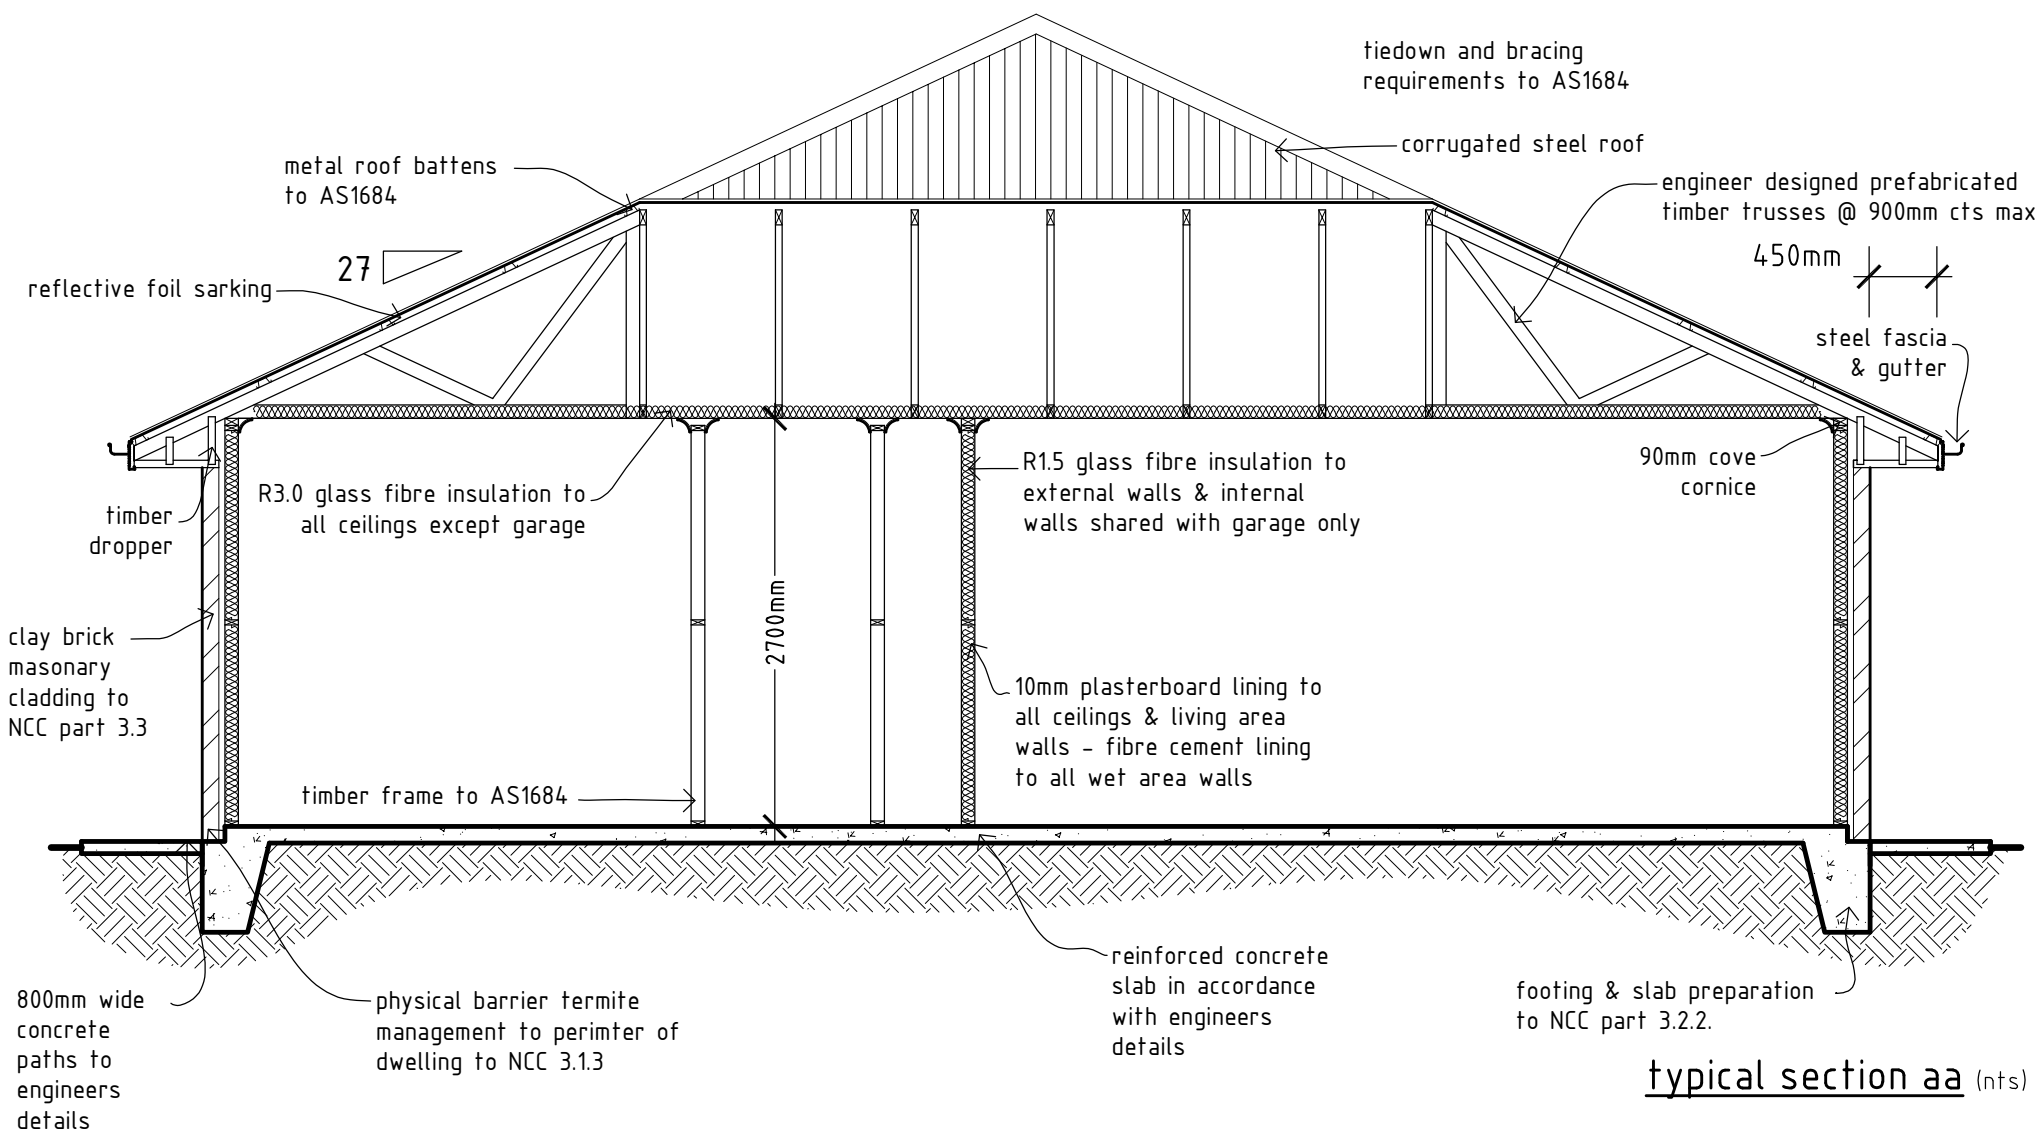 tiedown and bracing
requirements to AS1684
corrugated steel roof
metal roof battens
to AS1684
engineer designed prefabricated
timber trusses @ 900mm cts max
450mm
27
reflective foil sarking
steel fascia
& gutter
R3.0 glass fibre insulation to
all ceilings except garage
R1.5 glass fibre insulation to
external walls & internal
walls shared with garage only
90mm cove
cornice
timber
dropper
2700mm
clay brick
masonary
cladding to
NCC part 3.3
10mm plasterboard lining to
all ceilings & living area
walls - fibre cement lining
to all wet area walls
timber frame to AS1684
800mm wide
concrete
paths to
engineers
details
physical barrier termite
management to perimter of
dwelling to NCC 3.1.3
reinforced concrete
slab in accordance
with engineers
details
footing & slab preparation
to NCC part 3.2.2.
typical section aa (nts)